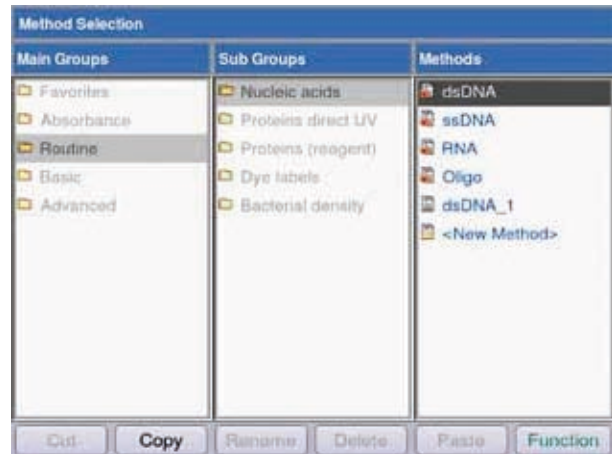 Method Selection
Main Groups
Favorites
Absorbance
Routine
Basic
Advanced
Sub Groups
Nucleic acids
Proteins direct UV
Proteins (reagent)
Dye labels
Bacterial density
Methods
dsDNA
ssDNA
RNA
Oligo
dsDNA_1
<New Method>
Cut Copy Rename Delete Paste Function